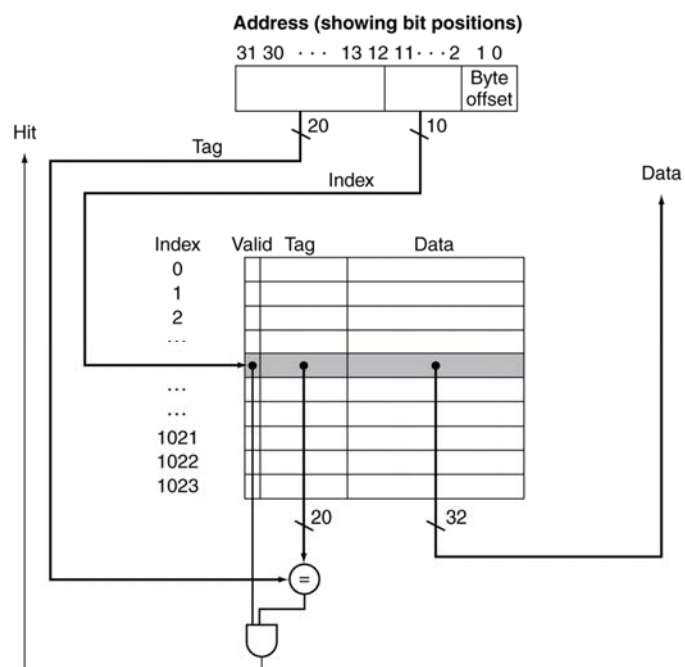 Address (showing bit positions)
31 30 · · · 13 12 11 · · · 2 1 0
Byte
offset
Hit
20
10
Tag
Index
Data
Index Valid Tag Data
0
1
2
...
...
...
1021
1022
1023
20
32
=